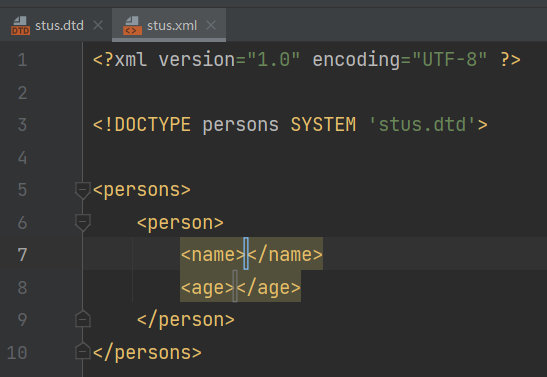 stus.dtd stus.xml
1 <?xml version="1.0" encoding="UTF-8" ?>
2
3 <!DOCTYPE persons SYSTEM 'stus.dtd'>
4
5 <persons>
6 <person>
7 <name></name>
8 <age></age>
9 </person>
10 </persons>